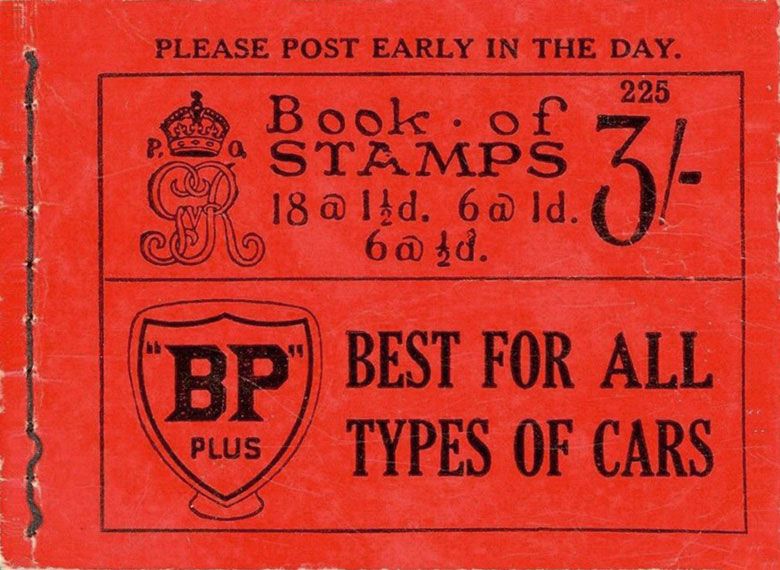 PLEASE POST EARLY IN THE DAY.
225
P. O.
GVR
Book · of
STAMPS
3/-
18 @ 1½d. 6 @ 1d.
6 @ ½d.
"BP"
PLUS
BEST FOR ALL
TYPES OF CARS